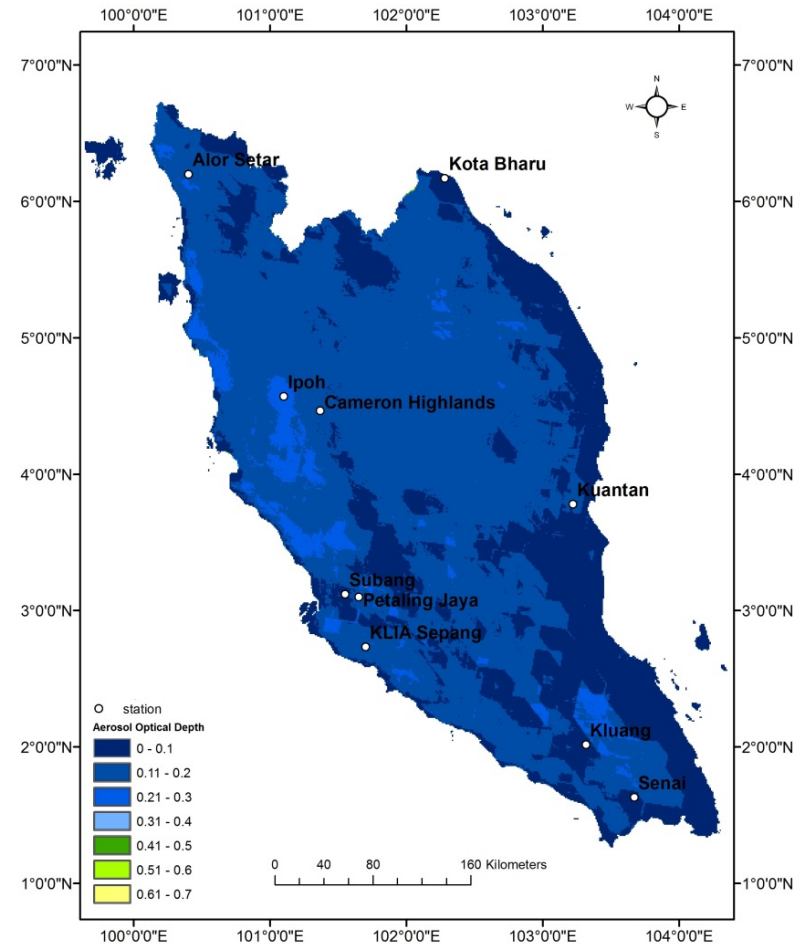 100°0'0"E 101°0'0"E 102°0'0"E 103°0'0"E 104°0'0"E
7°0'0"N 7°0'0"N
N
W E
S
Alor Setar
Kota Bharu
6°0'0"N 6°0'0"N
5°0'0"N 5°0'0"N
Ipoh
Cameron Highlands
4°0'0"N 4°0'0"N
Kuantan
Subang
3°0'0"N 3°0'0"N
Petaling Jaya
KLIA Sepang
Kluang
2°0'0"N 2°0'0"N
Senai
station
Aerosol Optical Depth
0 - 0.1
0.11 - 0.2
0.21 - 0.3
0.31 - 0.4
0.41 - 0.5
0.51 - 0.6
0.61 - 0.7
0 40 80 160 Kilometers
1°0'0"N 1°0'0"N
100°0'0"E 101°0'0"E 102°0'0"E 103°0'0"E 104°0'0"E